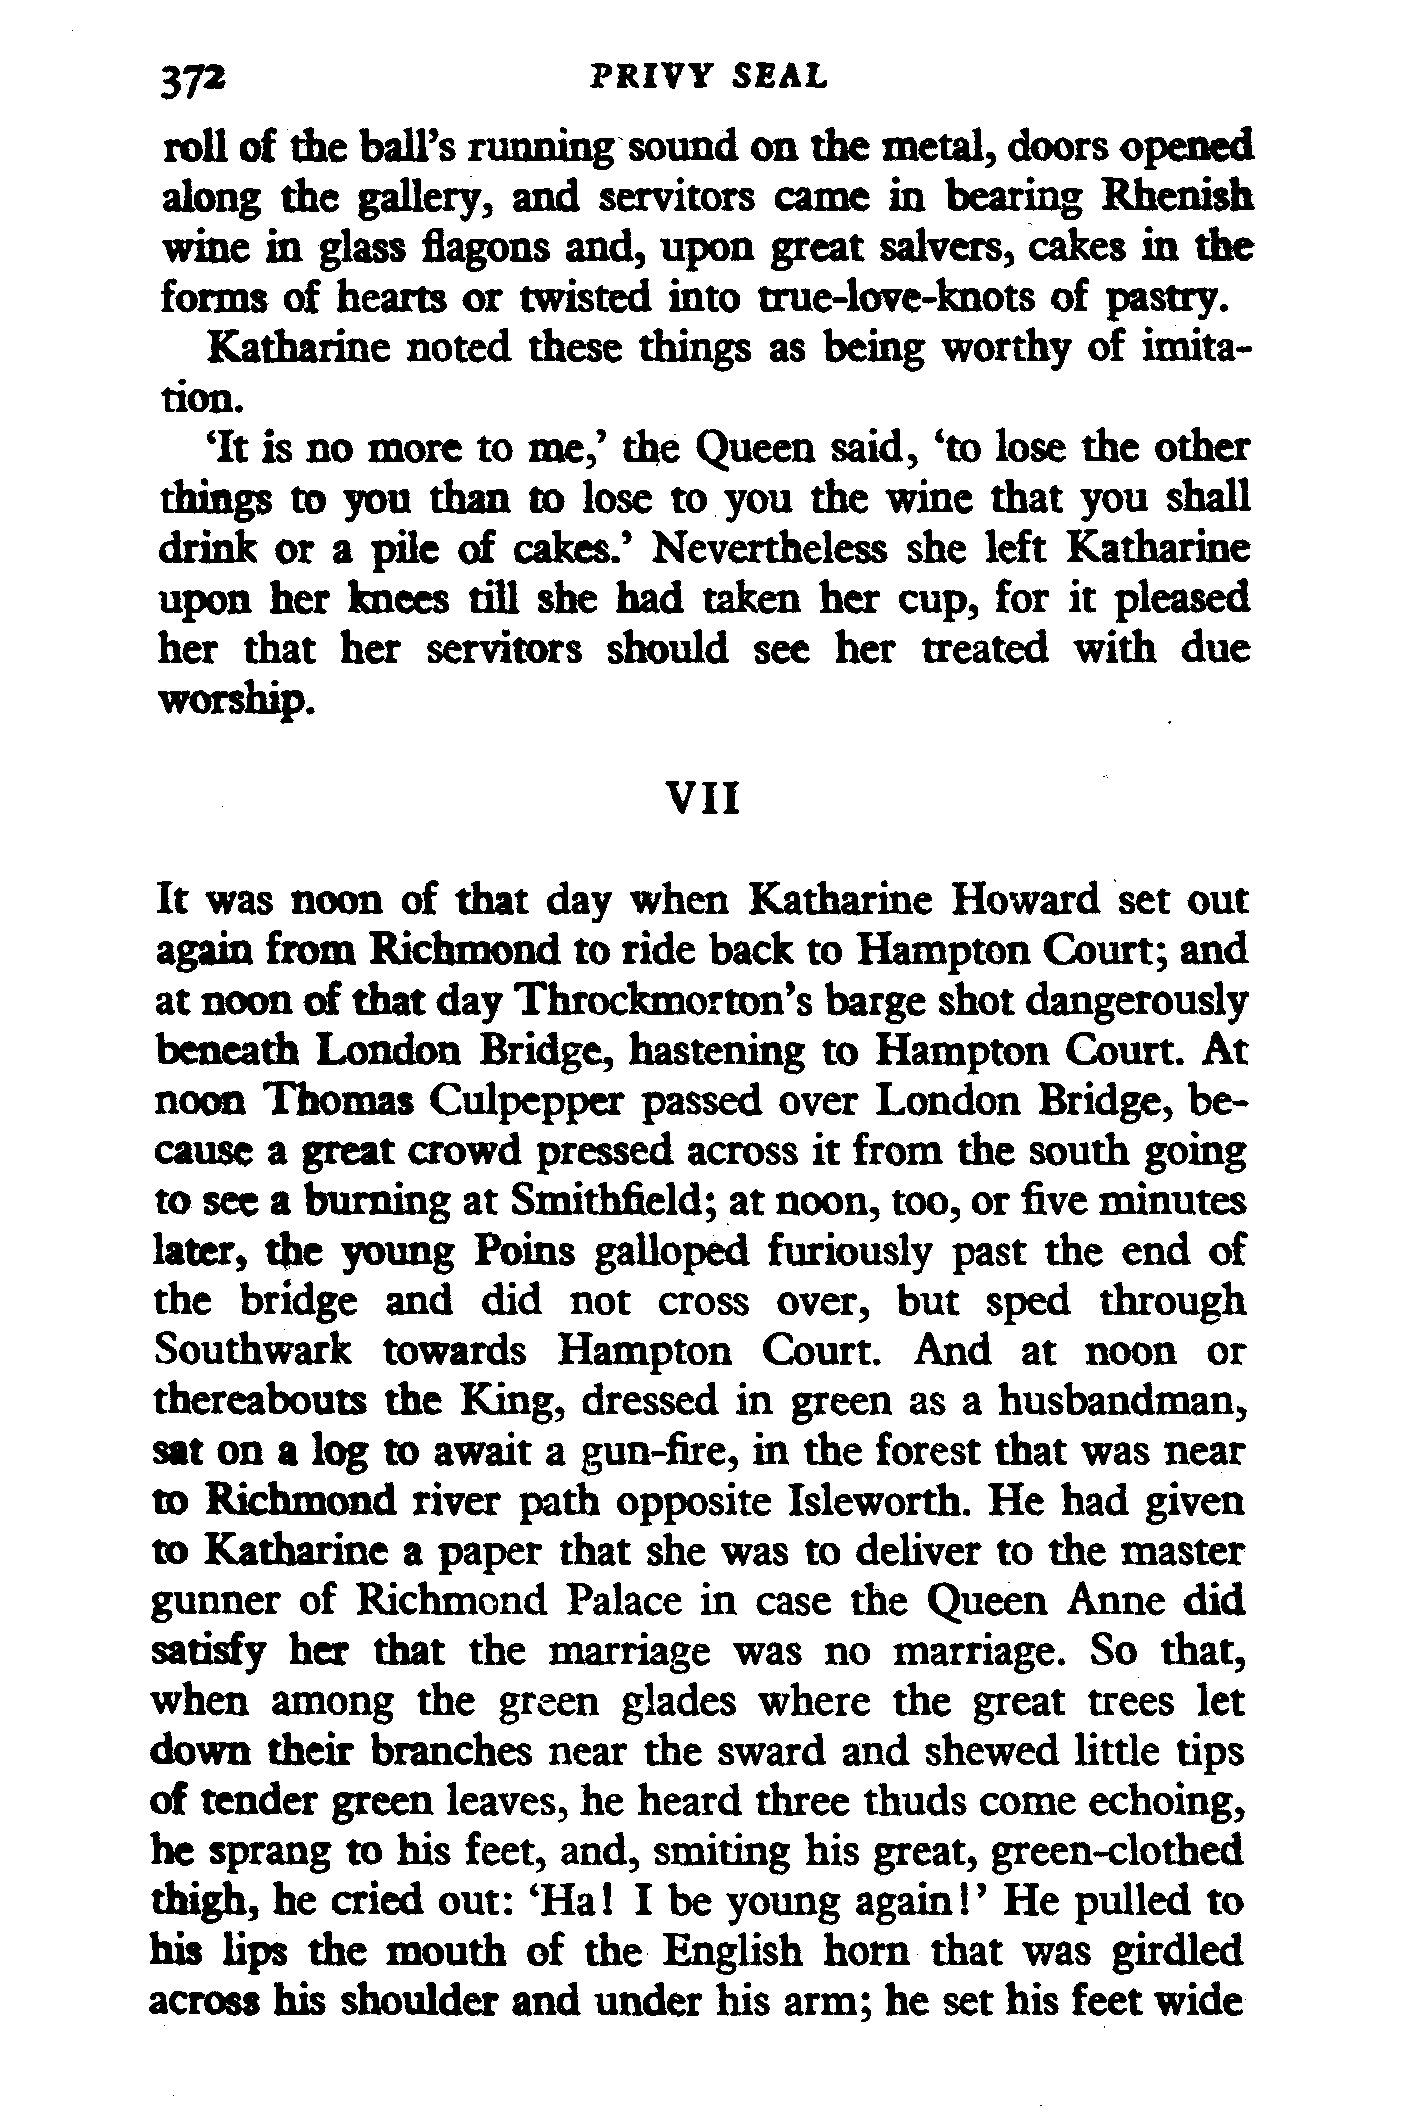 372 PRIVY SEAL
roll of the ball's running sound on the metal, doors opened
along the gallery, and servitors came in bearing Rhenish
wine in glass flagons and, upon great salvers, cakes in the
forms of hearts or twisted into true-love-knots of pastry.
Katharine noted these things as being worthy of imita-
tion.
‘It is no more to me,’ the Queen said, ‘to lose the other
things to you than to lose to you the wine that you shall
drink or a pile of cakes.’ Nevertheless she left Katharine
upon her knees till she had taken her cup, for it pleased
her that her servitors should see her treated with due
worship.
VII
It was noon of that day when Katharine Howard set out
again from Richmond to ride back to Hampton Court; and
at noon of that day Throckmorton's barge shot dangerously
beneath London Bridge, hastening to Hampton Court. At
noon Thomas Culpepper passed over London Bridge, be-
cause a great crowd pressed across it from the south going
to see a burning at Smithfield; at noon, too, or five minutes
later, the young Poins galloped furiously past the end of
the bridge and did not cross over, but sped through
Southwark towards Hampton Court. And at noon or
thereabouts the King, dressed in green as a husbandman,
sat on a log to await a gun-fire, in the forest that was near
to Richmond river path opposite Isleworth. He had given
to Katharine a paper that she was to deliver to the master
gunner of Richmond Palace in case the Queen Anne did
satisfy her that the marriage was no marriage. So that,
when among the green glades where the great trees let
down their branches near the sward and shewed little tips
of tender green leaves, he heard three thuds come echoing,
he sprang to his feet, and, smiting his great, green-clothed
thigh, he cried out: ‘Ha! I be young again!’ He pulled to
his lips the mouth of the English horn that was girdled
across his shoulder and under his arm; he set his feet wide